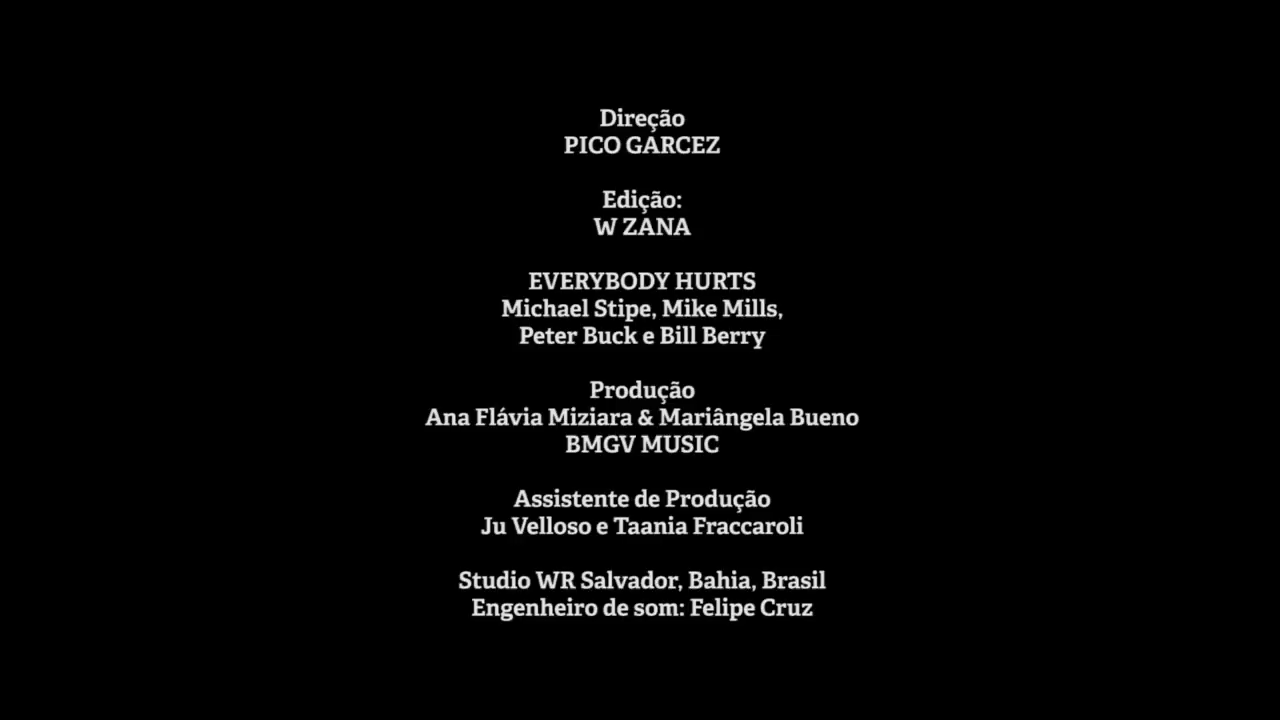 Direção
PICO GARCEZ
Edição:
W ZANA
EVERYBODY HURTS
Michael Stipe, Mike Mills,
Peter Buck e Bill Berry
Produção
Ana Flávia Miziara & Mariângela Bueno
BMGV MUSIC
Assistente de Produção
Ju Velloso e Taania Fraccaroli
Studio WR Salvador, Bahia, Brasil
Engenheiro de som: Felipe Cruz